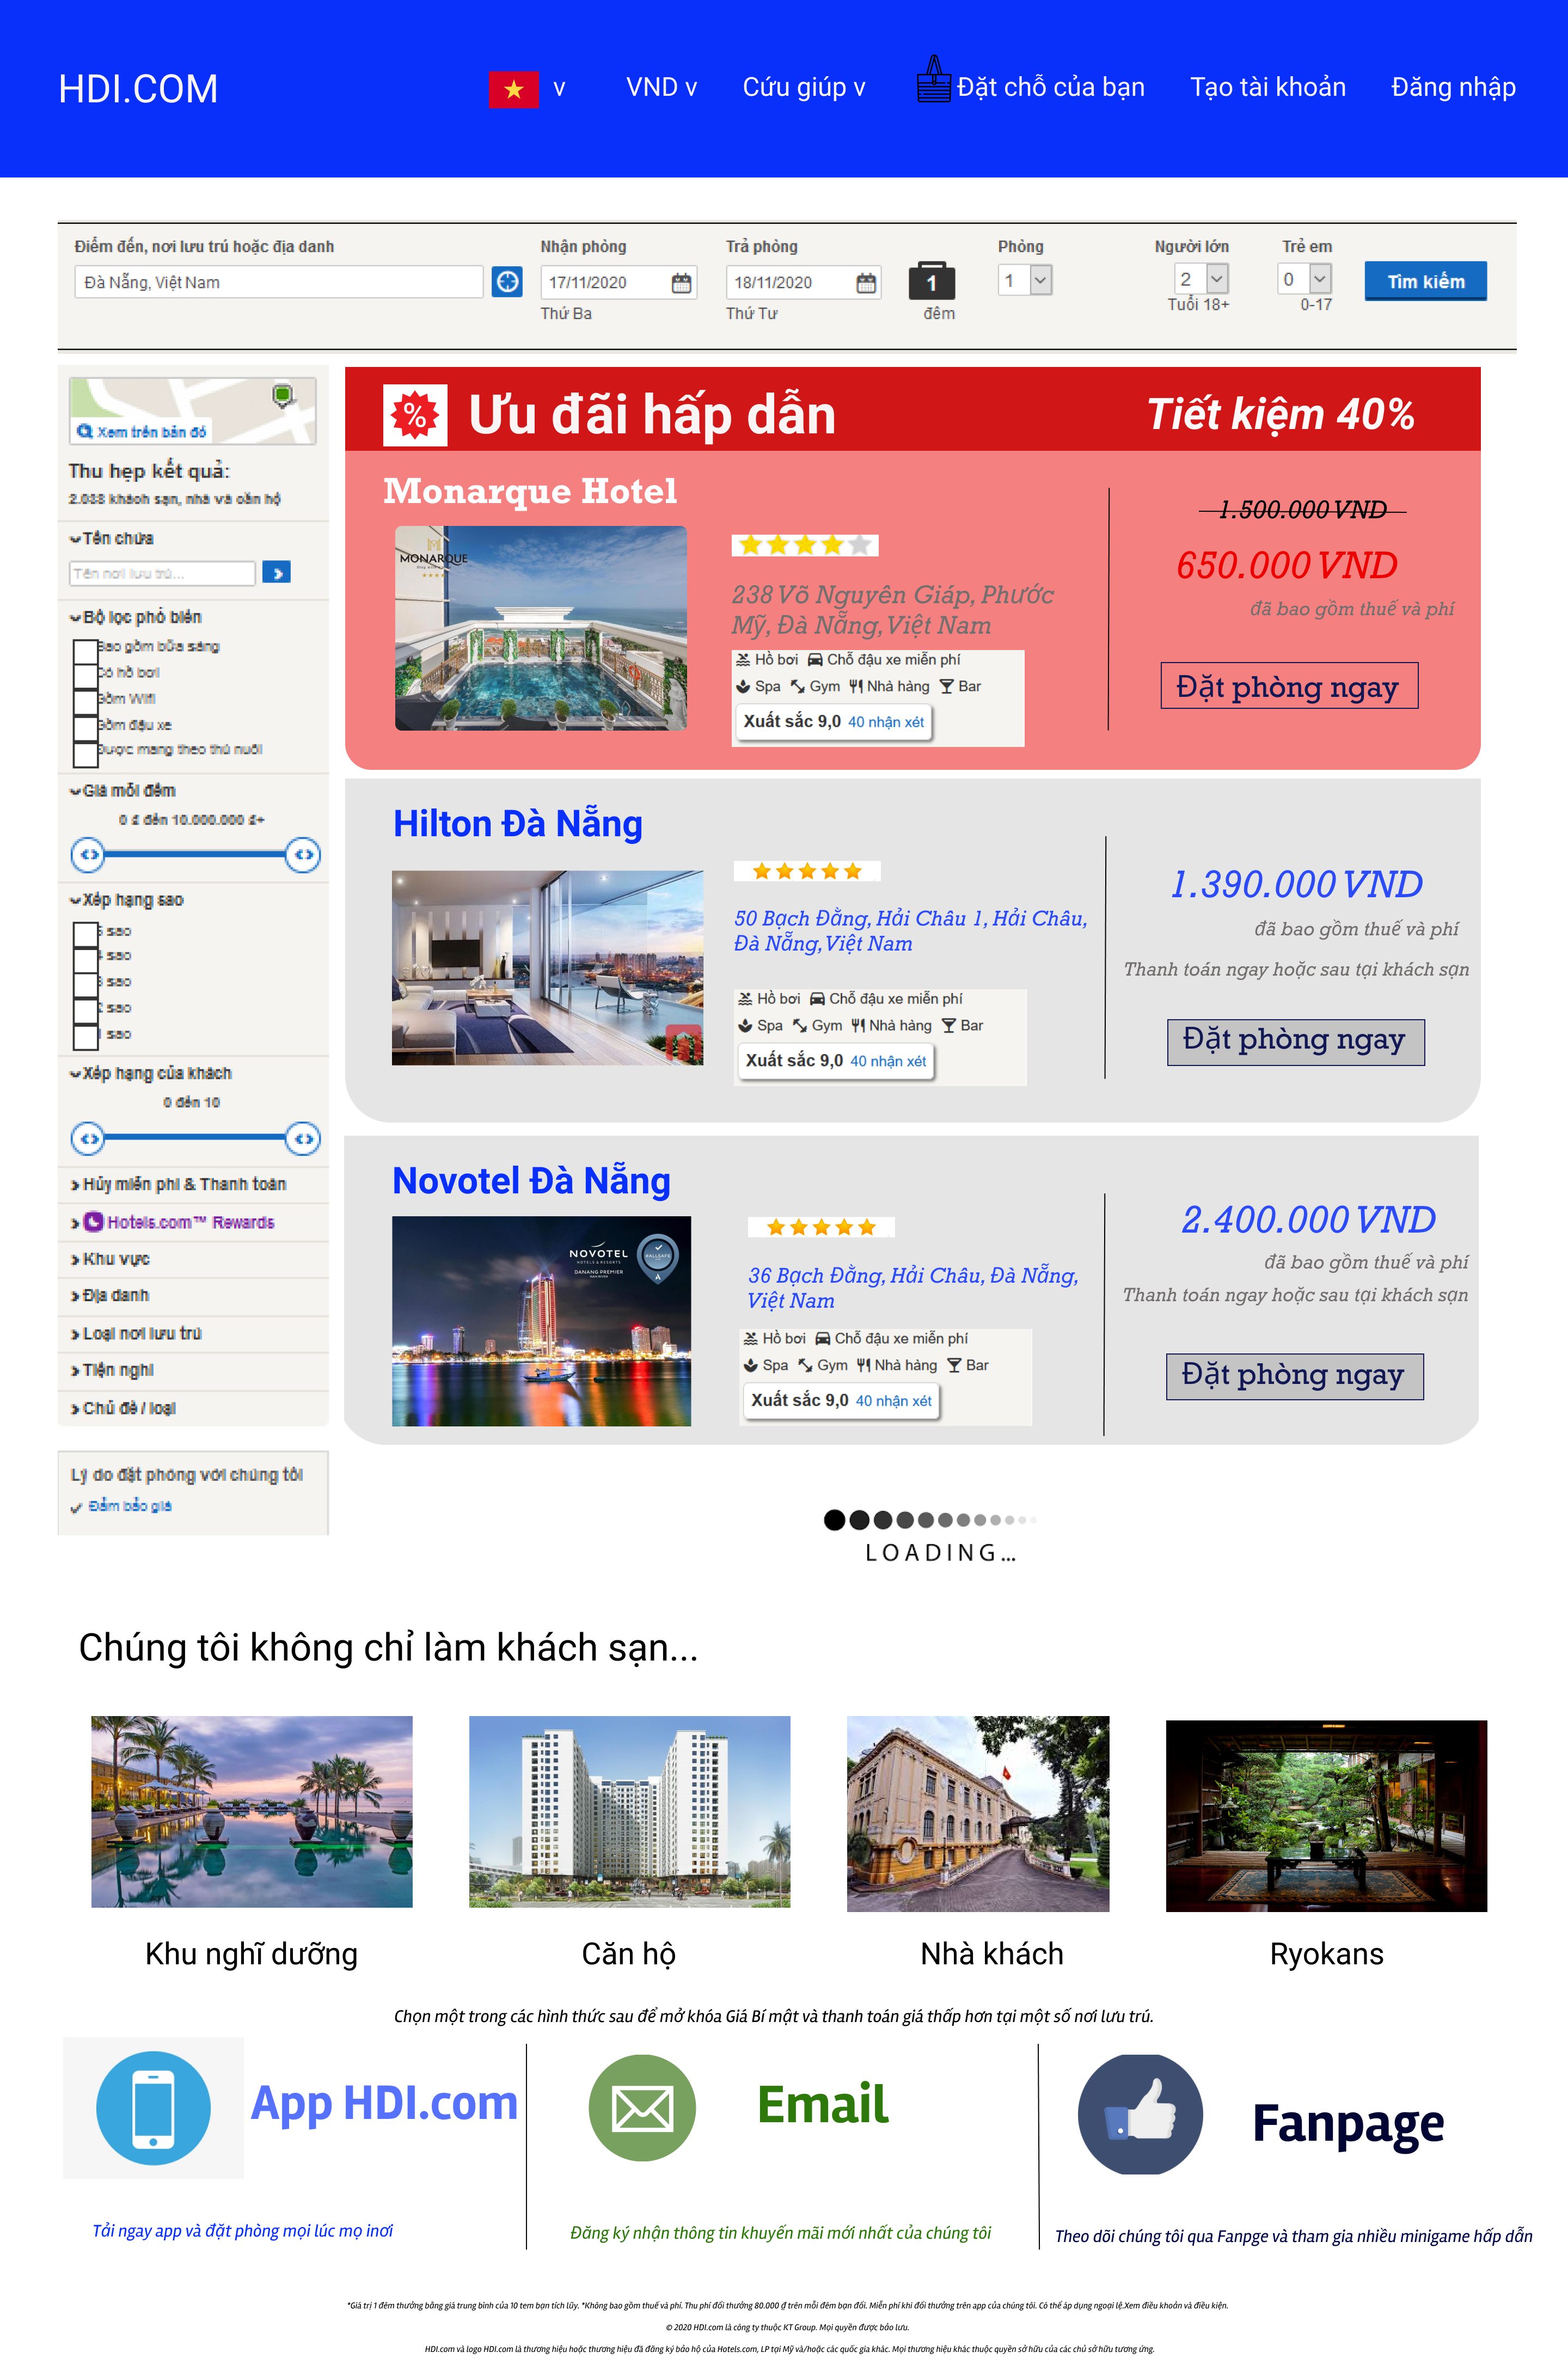 HDI.COM
v
VND v
Cứu giúp v
Đặt chỗ của bạn
Tạo tài khoản
Đăng nhập
Điểm đến, nơi lưu trú hoặc địa danh
Nhận phòng
Trả phòng
Phòng
Người lớn
Trẻ em
Đà Nẵng, Việt Nam
17/11/2020
18/11/2020
1
1
2
0
Tìm kiếm
Thứ Ba
Thứ Tư
đêm
Tuổi 18+
0-17
Xem trên bản đồ
Thu hẹp kết quả:
2.038 khách sạn, nhà và căn hộ
Tên chứa
Tên nơi lưu trú...
Bộ lọc phổ biến
Bao gồm bữa sáng
Có hồ bơi
Gồm Wifi
Gồm đậu xe
Được mang theo thú nuôi
Giá mỗi đêm
0 ₫ đến 10.000.000 ₫+
Xếp hạng sao
5 sao
4 sao
3 sao
2 sao
1 sao
Xếp hạng của khách
0 đến 10
Hủy miễn phí & Thanh toán
Hotels.com™ Rewards
Khu vực
Địa danh
Loại nơi lưu trú
Tiện nghi
Chủ đề / loại
Lý do đặt phòng với chúng tôi
Đảm bảo giá
%
Ưu đãi hấp dẫn
Tiết kiệm 40%
Monarque Hotel
MONARQUE
238 Võ Nguyên Giáp, Phước
Mỹ, Đà Nẵng, Việt Nam
Hồ bơi Chỗ đậu xe miễn phí
Spa Gym Nhà hàng Bar
Xuất sắc 9,0 40 nhận xét
1.500.000 VND
650.000 VND
đã bao gồm thuế và phí
Đặt phòng ngay
Hilton Đà Nẵng
50 Bạch Đằng, Hải Châu 1, Hải Châu,
Đà Nẵng, Việt Nam
Hồ bơi Chỗ đậu xe miễn phí
Spa Gym Nhà hàng Bar
Xuất sắc 9,0 40 nhận xét
1.390.000 VND
đã bao gồm thuế và phí
Thanh toán ngay hoặc sau tại khách sạn
Đặt phòng ngay
Novotel Đà Nẵng
NOVOTEL
HOTELS & RESORTS
DANANG PREMIER
HAN RIVER
ALLSAFE
36 Bạch Đằng, Hải Châu, Đà Nẵng,
Việt Nam
Hồ bơi Chỗ đậu xe miễn phí
Spa Gym Nhà hàng Bar
Xuất sắc 9,0 40 nhận xét
2.400.000 VND
đã bao gồm thuế và phí
Thanh toán ngay hoặc sau tại khách sạn
Đặt phòng ngay
LOADING...
Chúng tôi không chỉ làm khách sạn...
Khu nghĩ dưỡng
Căn hộ
Nhà khách
Ryokans
Chọn một trong các hình thức sau để mở khóa Giá Bí mật và thanh toán giá thấp hơn tại một số nơi lưu trú.
App HDI.com
Email
Fanpage
Tải ngay app và đặt phòng mọi lúc mọ inơi
Đăng ký nhận thông tin khuyến mãi mới nhất của chúng tôi
Theo dõi chúng tôi qua Fanpge và tham gia nhiều minigame hấp dẫn
*Giá trị 1 đêm thưởng bằng giá trung bình của 10 tem bạn tích lũy. *Không bao gồm thuế và phí. Thu phí đổi thưởng 80.000 ₫ trên mỗi đêm bạn đổi. Miễn phí khi đổi thưởng trên app của chúng tôi. Có thể áp dụng ngoại lệ.Xem điều khoản và điều kiện.
© 2020 HDI.com là công ty thuộc KT Group. Mọi quyền được bảo lưu.
HDI.com và logo HDI.com là thương hiệu hoặc thương hiệu đã đăng ký bảo hộ của Hotels.com, LP tại Mỹ và/hoặc các quốc gia khác. Mọi thương hiệu khác thuộc quyền sở hữu của các chủ sở hữu tương ứng.